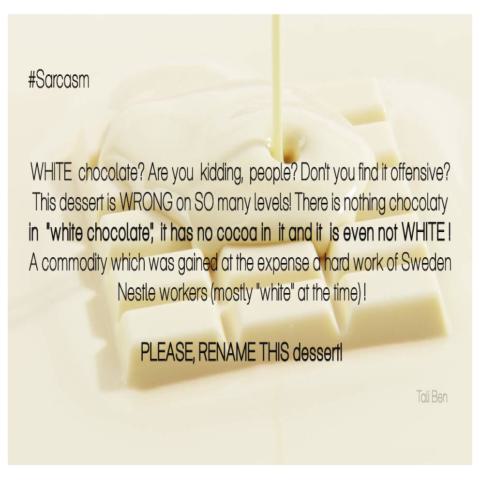 #Sarcasm
WHITE chocolate? Are you kidding, people? Don't you find it offensive?
This dessert is WRONG on SO many levels! There is nothing chocolaty
in "white chocolate", it has no cocoa in it and it is even not WHITE!
A commodity which was gained at the expense a hard work of Sweden
Nestle workers (mostly "white" at the time)!
PLEASE, RENAME THIS dessert!
Tali Ben